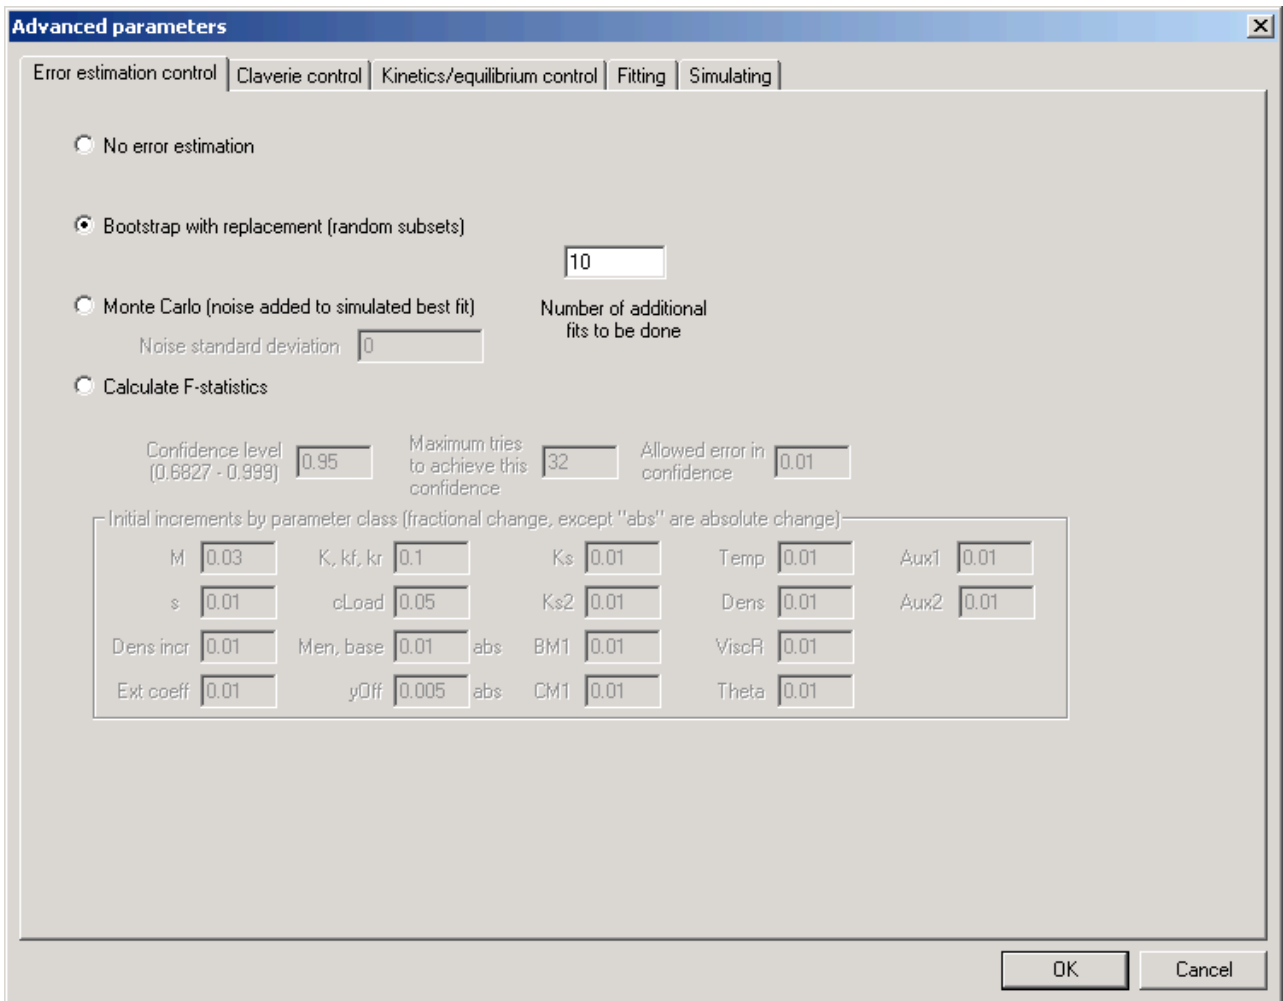 Advanced parameters
Error estimation control Claverie control Kinetics/equilibrium control Fitting Simulating
No error estimation
Bootstrap with replacement (random subsets)
10
Monte Carlo (noise added to simulated best fit)
Number of additional
fits to be done
Noise standard deviation 0
Calculate F-statistics
Confidence level
(0.6827 - 0.999)
0.95
Maximum tries
to achieve this
confidence
32
Allowed error in
confidence
0.01
Initial increments by parameter class (fractional change, except "abs" are absolute change)
M 0.03 K, kf, kr 0.1 Ks 0.01 Temp 0.01 Aux1 0.01
s 0.01 cLoad 0.05 Ks2 0.01 Dens 0.01 Aux2 0.01
Dens incr 0.01 Men, base 0.01 abs BM1 0.01 ViscR 0.01
Ext coeff 0.01 yOff 0.005 abs CM1 0.01 Theta 0.01
OK Cancel